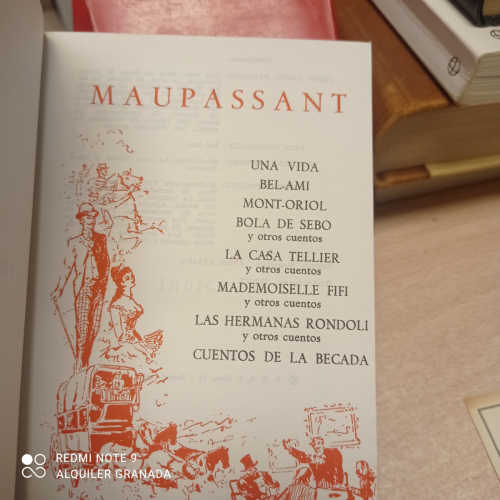 MAUPASSANT
UNA VIDA
BEL-AMI
MONT-ORIOL
BOLA DE SEBO
y otros cuentos
LA CASA TELLIER
y otros cuentos
MADEMOISELLE FIFI
y otros cuentos
LAS HERMANAS RONDOLI
y otros cuentos
CUENTOS DE LA BECADA
REDMI NOTE 9
ALQUILER GRANADA